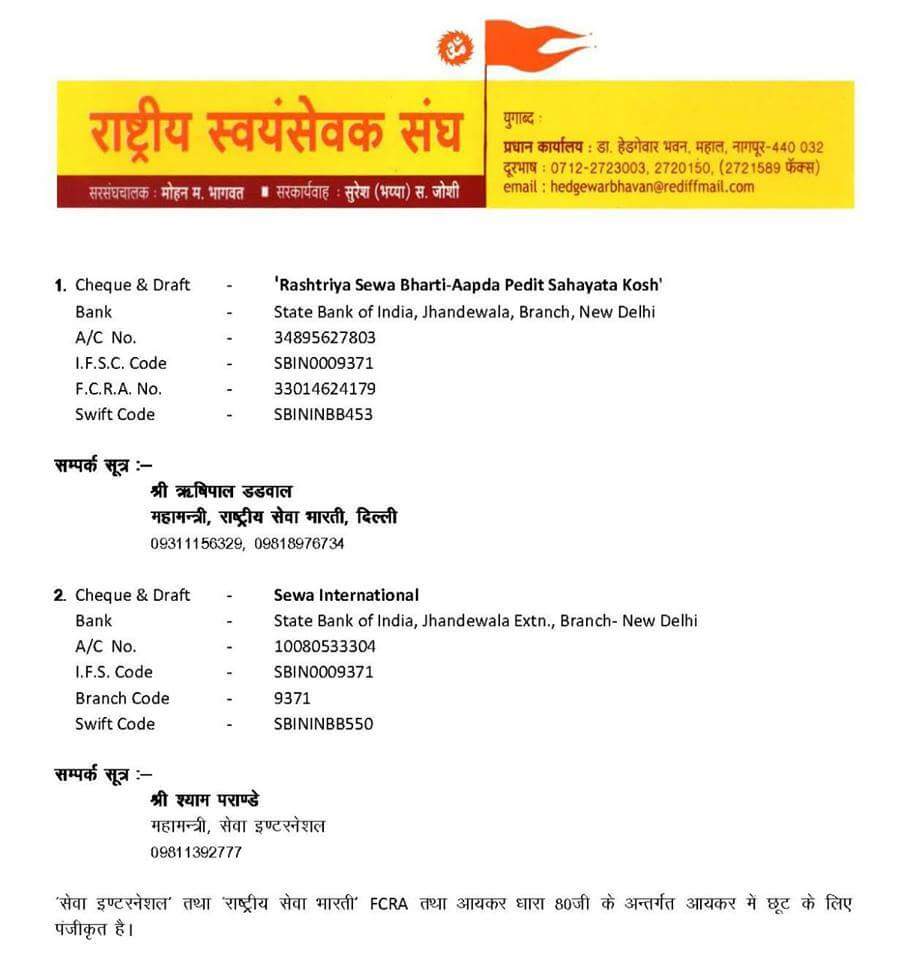 ॐ
राष्ट्रीय स्वयंसेवक संघ
सरसंघचालक : मोहन म. भागवत ■ सरकार्यवाह : सुरेश (भय्या) स. जोशी
युगाब्द :
प्रधान कार्यालय : डा. हेडगेवार भवन, महाल, नागपूर-440 032
दूरभाष : 0712-2723003, 2720150, (2721589 फॅक्स)
email : hedgewarbhavan@rediffmail.com
1. Cheque & Draft - 'Rashtriya Sewa Bharti-Aapda Pedit Sahayata Kosh'
Bank - State Bank of India, Jhandewala, Branch, New Delhi
A/C No. - 34895627803
I.F.S.C. Code - SBIN0009371
F.C.R.A. No. - 33014624179
Swift Code - SBININBB453
सम्पर्क सूत्र :–
श्री ऋषिपाल डडवाल
महामन्त्री, राष्ट्रीय सेवा भारती, दिल्ली
09311156329, 09818976734
2. Cheque & Draft - Sewa International
Bank - State Bank of India, Jhandewala Extn., Branch- New Delhi
A/C No. - 10080533304
I.F.S. Code - SBIN0009371
Branch Code - 9371
Swift Code - SBININBB550
सम्पर्क सूत्र :–
श्री श्याम पराण्डे
महामन्त्री, सेवा इण्टरनेशल
09811392777
'सेवा इण्टरनेशल' तथा 'राष्ट्रीय सेवा भारती' FCRA तथा आयकर धारा 80जी के अन्तर्गत आयकर में छूट के लिए
पंजीकृत है।